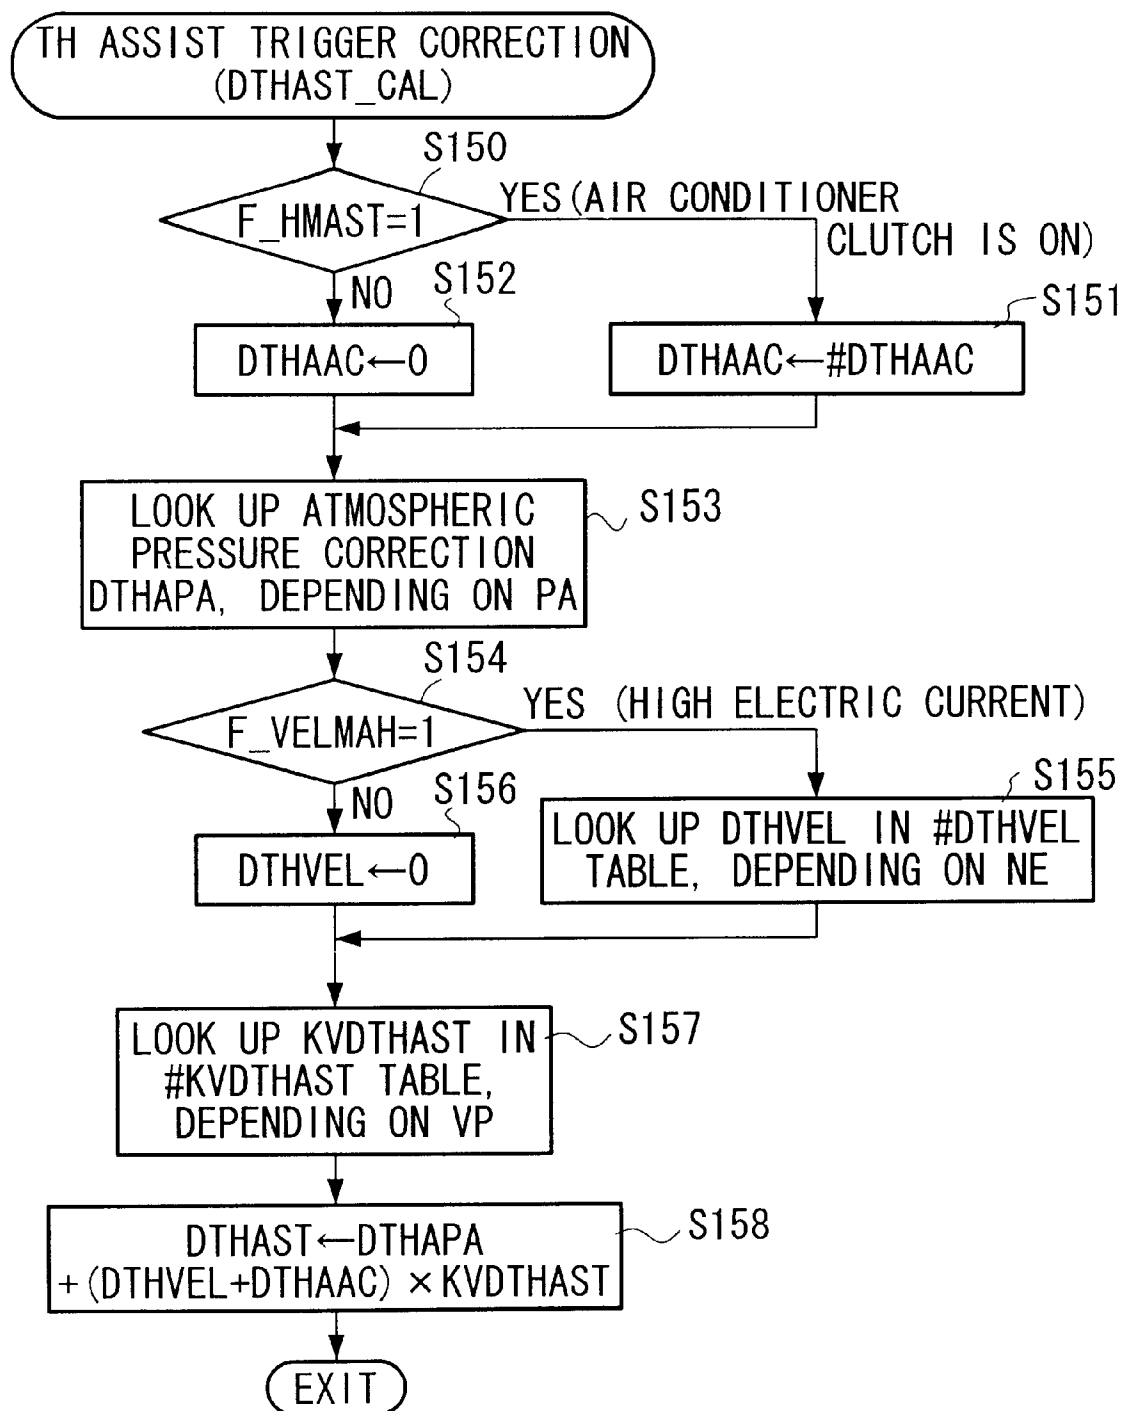 TH ASSIST TRIGGER CORRECTION
(DTHAST_CAL)
S150
F_HMAST=1
YES(AIR CONDITIONER
CLUTCH IS ON)
NO
S152
S151
DTHAAC←0
DTHAAC←#DTHAAC
LOOK UP ATMOSPHERIC
PRESSURE CORRECTION
DTHAPA, DEPENDING ON PA
S153
S154
F_VELMAH=1
YES (HIGH ELECTRIC CURRENT)
NO
S156
S155
DTHVEL←0
LOOK UP DTHVEL IN #DTHVEL
TABLE, DEPENDING ON NE
LOOK UP KVDTHAST IN
#KVDTHAST TABLE,
DEPENDING ON VP
S157
DTHAST←DTHAPA
+(DTHVEL+DTHAAC)×KVDTHAST
S158
EXIT